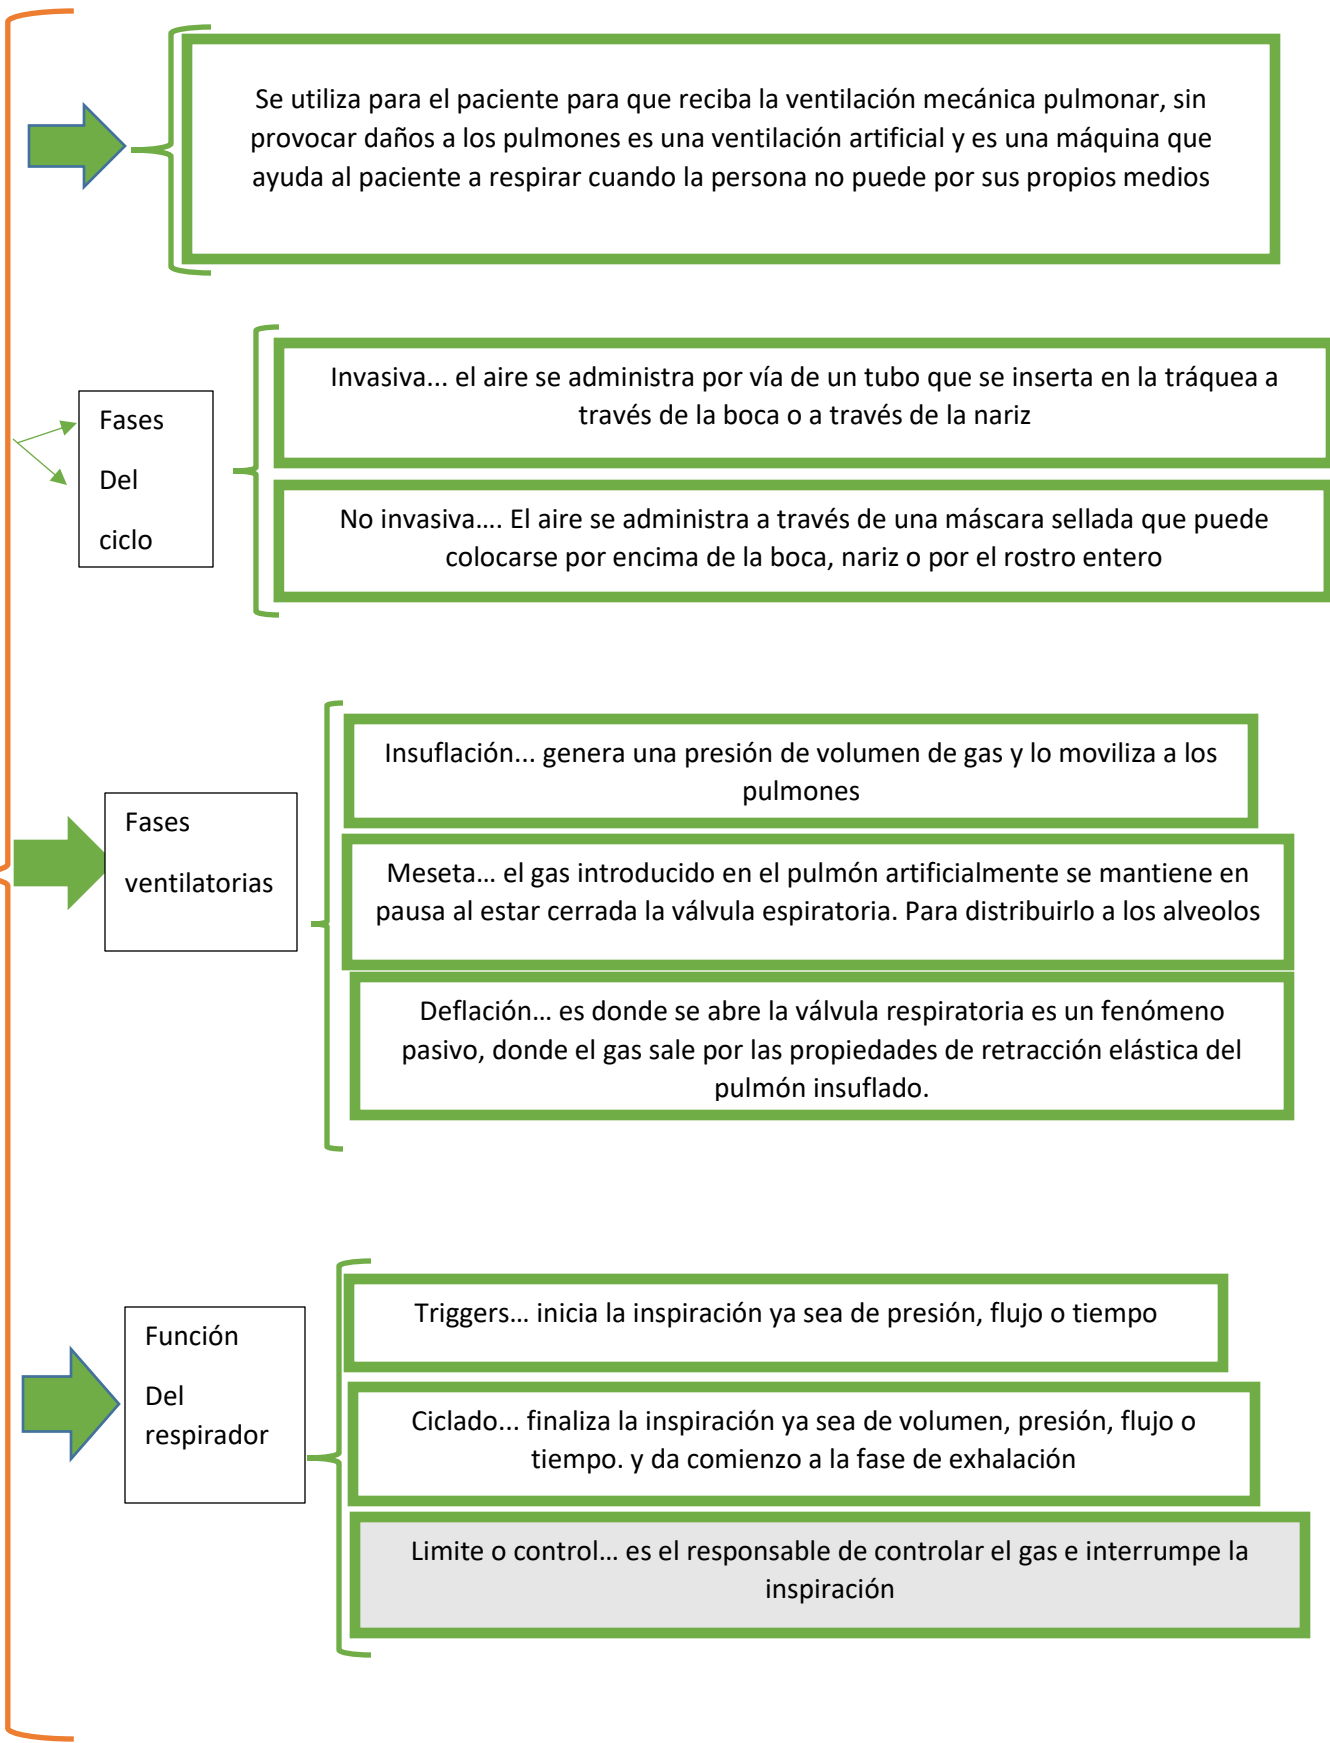 Se utiliza para el paciente para que reciba la ventilación mecánica pulmonar, sin
provocar daños a los pulmones es una ventilación artificial y es una máquina que
ayuda al paciente a respirar cuando la persona no puede por sus propios medios
Fases
Del
ciclo
Invasiva... el aire se administra por vía de un tubo que se inserta en la tráquea a
través de la boca o a través de la nariz
No invasiva.... El aire se administra a través de una máscara sellada que puede
colocarse por encima de la boca, nariz o por el rostro entero
Fases
ventilatorias
Insuflación... genera una presión de volumen de gas y lo moviliza a los
pulmones
Meseta... el gas introducido en el pulmón artificialmente se mantiene en
pausa al estar cerrada la válvula espiratoria. Para distribuirlo a los alveolos
Deflación... es donde se abre la válvula respiratoria es un fenómeno
pasivo, donde el gas sale por las propiedades de retracción elástica del
pulmón insuflado.
Función
Del
respirador
Triggers... inicia la inspiración ya sea de presión, flujo o tiempo
Ciclado... finaliza la inspiración ya sea de volumen, presión, flujo o
tiempo. y da comienzo a la fase de exhalación
Limite o control... es el responsable de controlar el gas e interrumpe la
inspiración